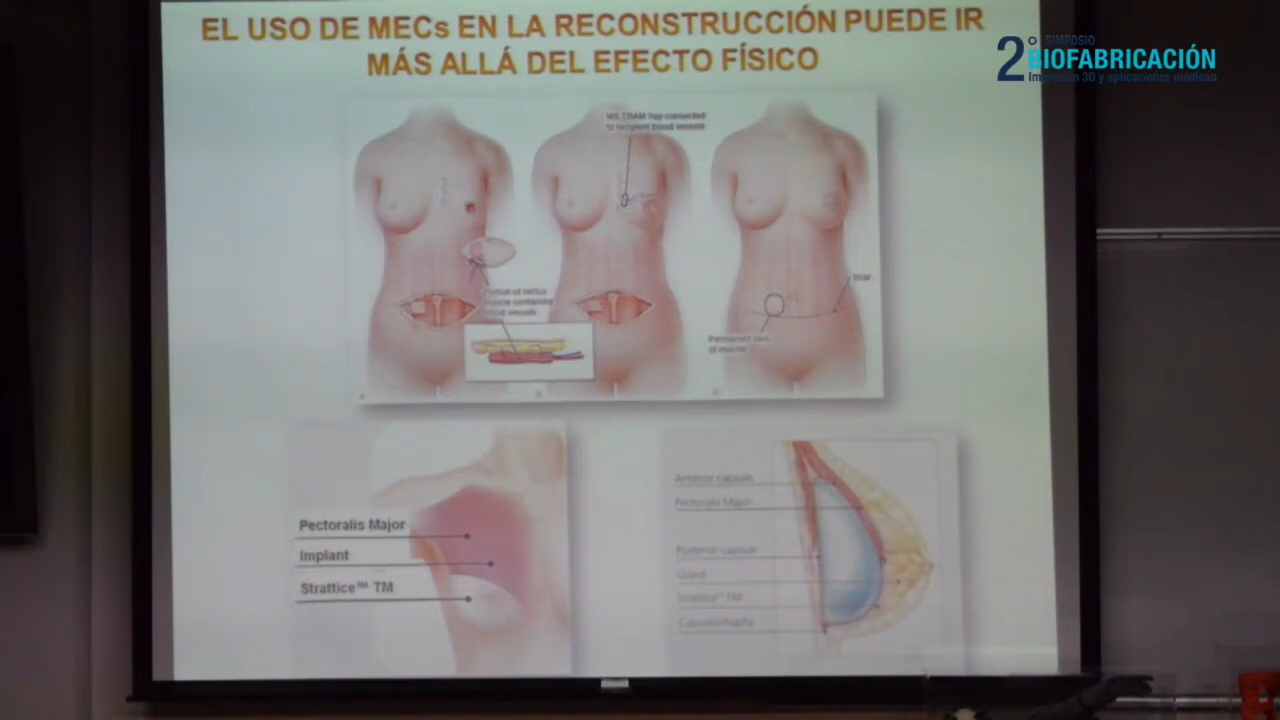 EL USO DE MECs EN LA RECONSTRUCCIÓN PUEDE IR
MÁS ALLÁ DEL EFECTO FÍSICO
2° SIMPOSIO
BIOFABRICACIÓN
Impresión 3D y aplicaciones médicas
MS TRAM flap connected
to recipient blood vessels
Portion of rectus
muscle containing
blood vessels
Scar
Permanent loss
of muscle
Pectoralis Major
Implant
Strattice™ TM
Anterior capsule
Pectoralis Major
Posterior capsule
Gland
Strattice™ TM